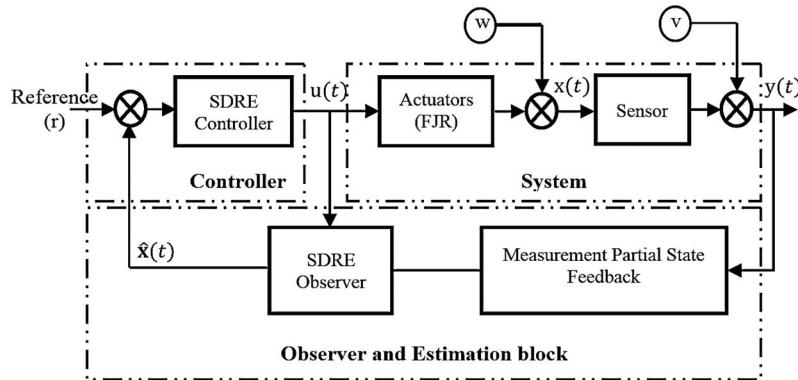 w
v
Reference
(r)
SDRE
Controller
u(t)
Actuators
(FJR)
x(t)
Sensor
y(t)
Controller
System
x̂(t)
SDRE
Observer
Measurement Partial State
Feedback
Observer and Estimation block